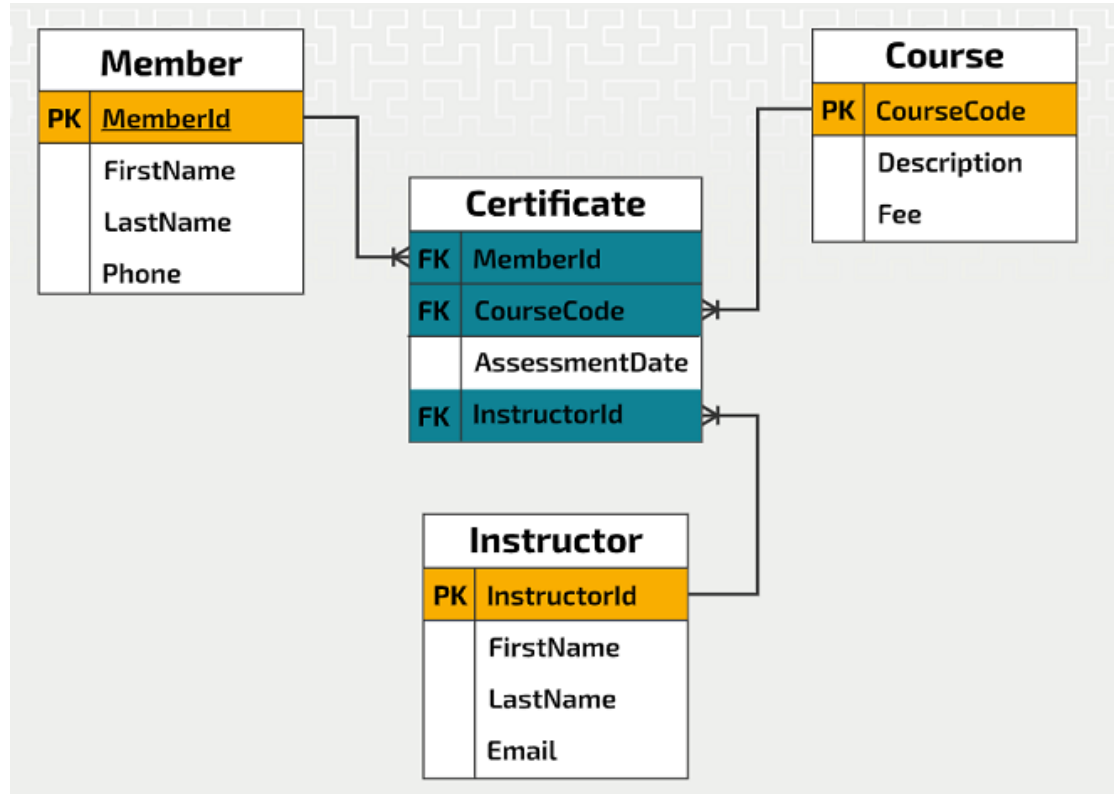 Member
PK MemberId
FirstName
LastName
Phone
Course
PK CourseCode
Description
Fee
Certificate
FK MemberId
FK CourseCode
AssessmentDate
FK InstructorId
Instructor
PK InstructorId
FirstName
LastName
Email